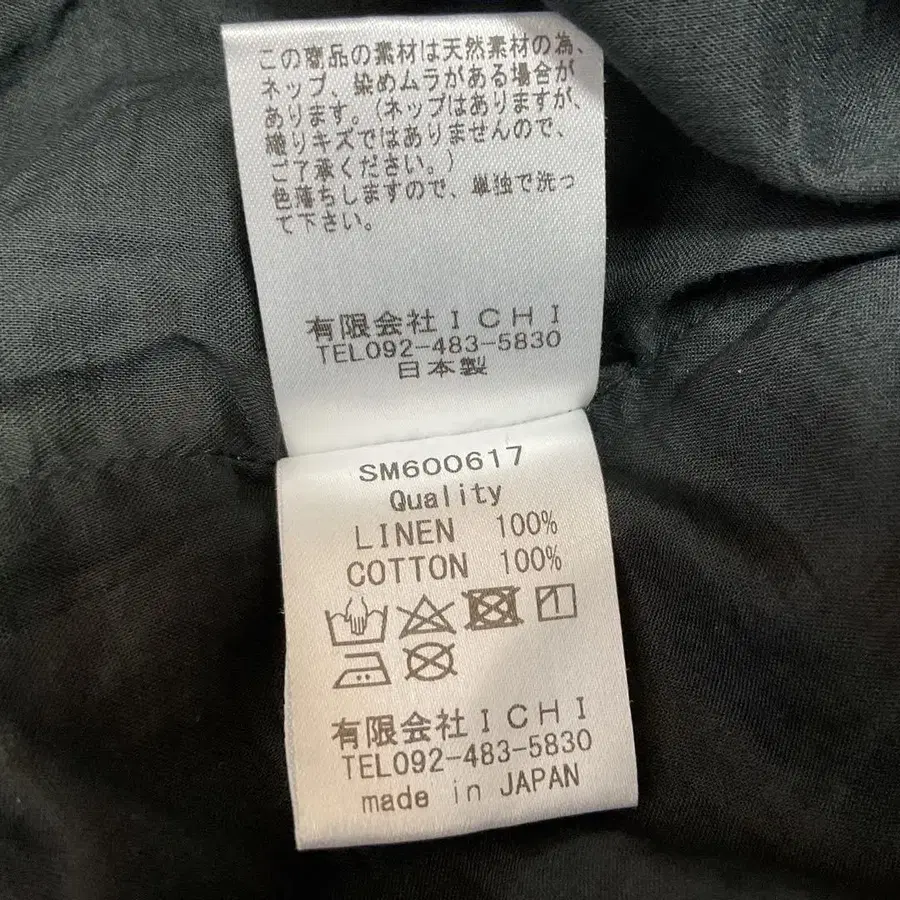 この商品の素材は天然素材の為、
ネップ、染めムラがある場合が
あります。(ネップはありますが、
織りキズではありませんので、
ご了承ください。)
色落ちしますので、単独で洗っ
て下さい。
有限会社ICHI
TEL092-483-5830
日本製
SM600617
Quality
LINEN 100%
COTTON 100%
有限会社ICHI
TEL092-483-5830
made in JAPAN